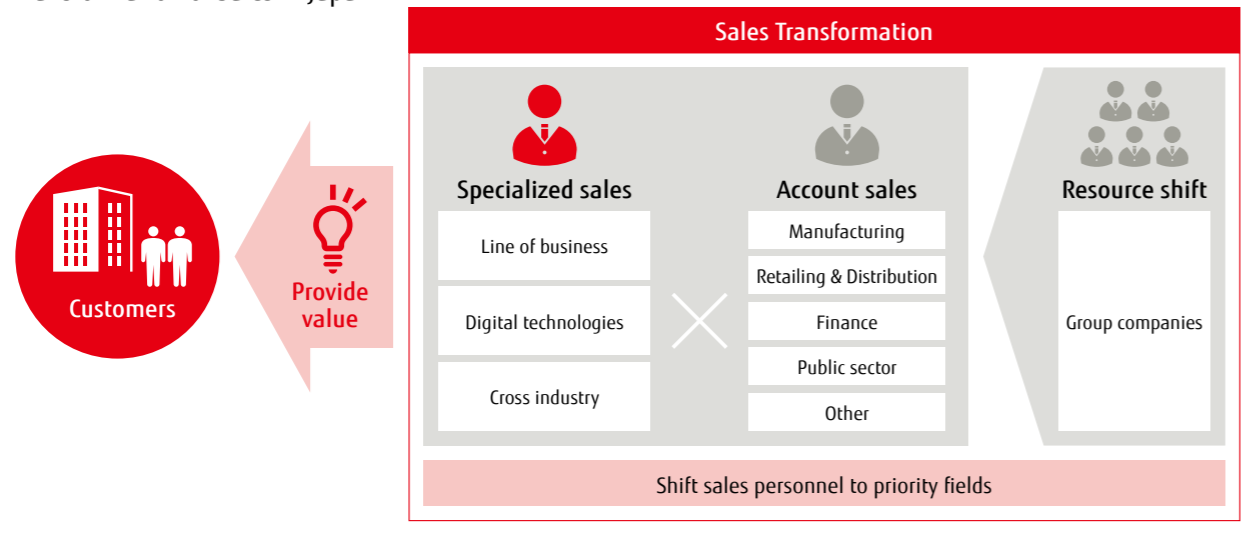 Sales Transformation
Specialized sales
Line of business
Digital technologies
Cross industry
Account sales
Manufacturing
Retailing & Distribution
Finance
Public sector
Other
Resource shift
Group companies
Shift sales personnel to priority fields
Provide
value
Customers